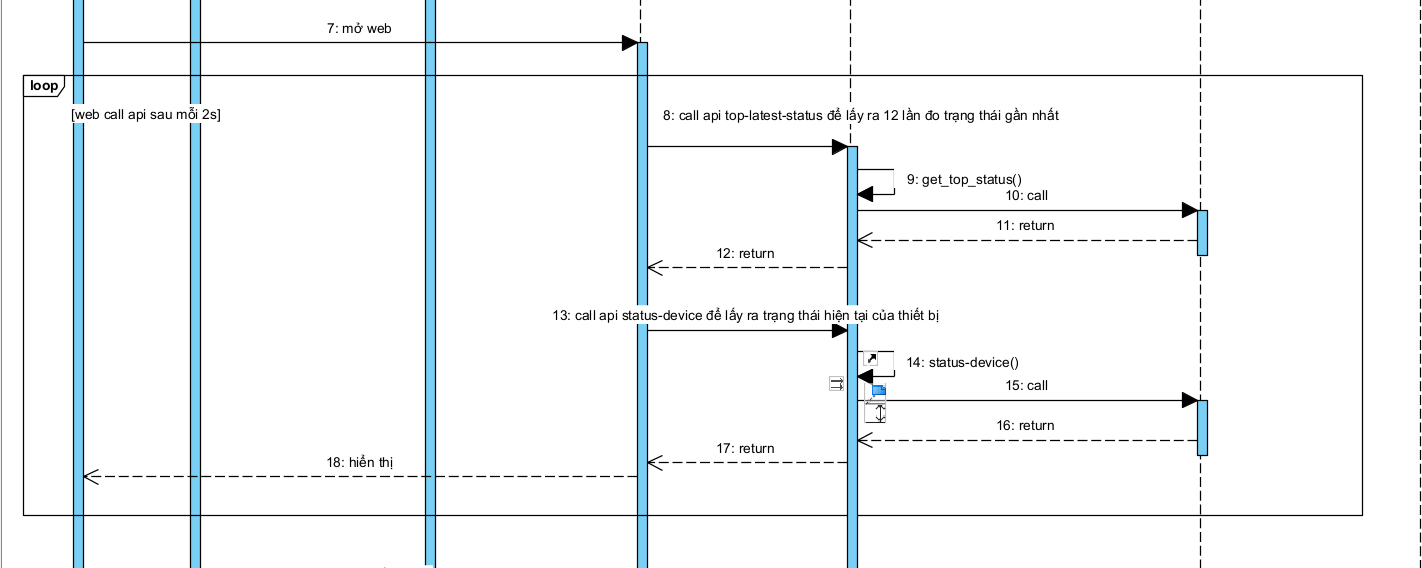 7: mở web
loop
[web call api sau mỗi 2s]
8: call api top-latest-status để lấy ra 12 lần đo trạng thái gần nhất
9: get_top_status()
10: call
11: return
12: return
13: call api status-device để lấy ra trạng thái hiện tại của thiết bị
14: status-device()
15: call
16: return
17: return
18: hiển thị